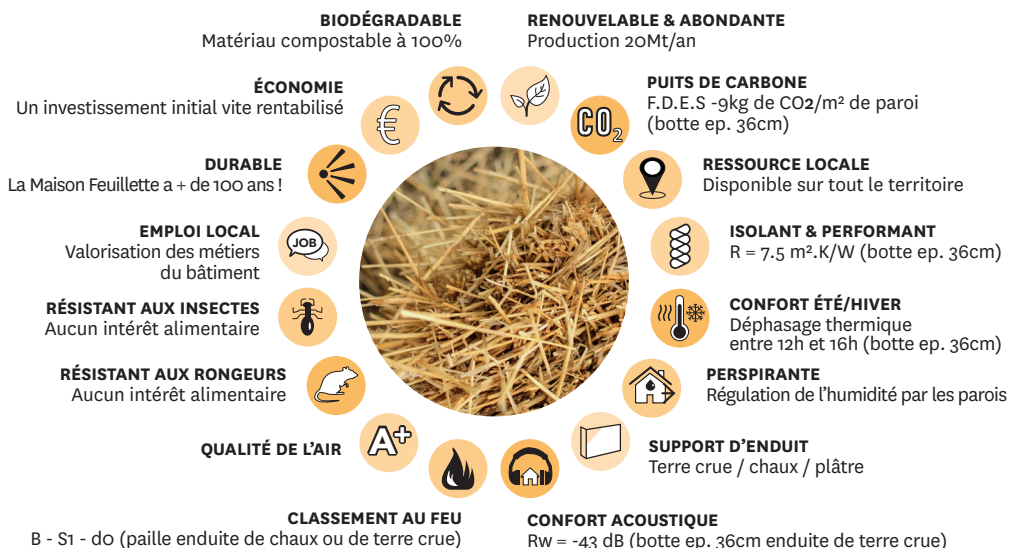 BIODÉGRADABLE
Matériau compostable à 100%
RENOUVELABLE & ABONDANTE
Production 20Mt/an
ÉCONOMIE
Un investissement initial vite rentabilisé
€
CO₂
PUITS DE CARBONE
F.D.E.S -9kg de CO2/m² de paroi
(botte ep. 36cm)
DURABLE
La Maison Feuillette a + de 100 ans !
RESSOURCE LOCALE
Disponible sur tout le territoire
EMPLOI LOCAL
Valorisation des métiers
du bâtiment
JOB
ISOLANT & PERFORMANT
R = 7.5 m².K/W (botte ep. 36cm)
RÉSISTANT AUX INSECTES
Aucun intérêt alimentaire
CONFORT ÉTÉ/HIVER
Déphasage thermique
entre 12h et 16h (botte ep. 36cm)
RÉSISTANT AUX RONGEURS
Aucun intérêt alimentaire
PERSPIRANTE
Régulation de l'humidité par les parois
QUALITÉ DE L'AIR
A+
SUPPORT D'ENDUIT
Terre crue / chaux / plâtre
CLASSEMENT AU FEU
B - S1 - d0 (paille enduite de chaux ou de terre crue)
CONFORT ACOUSTIQUE
Rw = -43 dB (botte ep. 36cm enduite de terre crue)